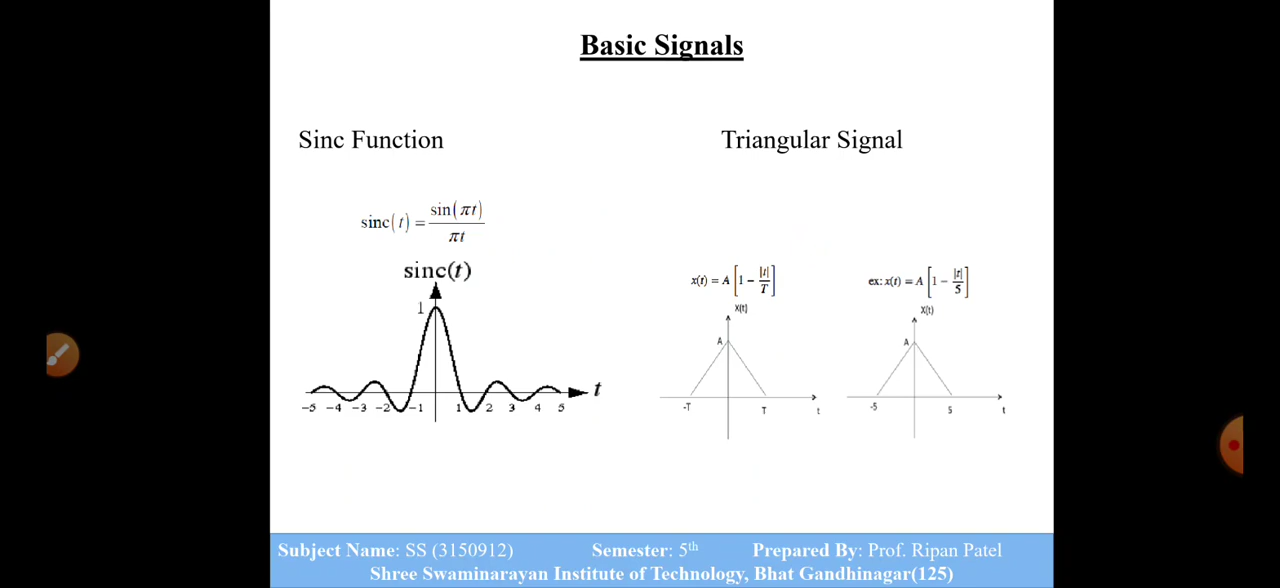 Basic Signals
Sinc Function
Triangular Signal
sinc(t) = sin(πt) / πt
sinc(t)
1
-5 -4 -3 -2 -1 1 2 3 4 5
t
x(t) = A [1 - |t|/T]
X(t)
A
-T T t
ex: x(t) = A [1 - |t|/5]
X(t)
A
-5 5 t
Subject Name: SS (3150912) Semester: 5th Prepared By: Prof. Ripan Patel
Shree Swaminarayan Institute of Technology, Bhat Gandhinagar(125)